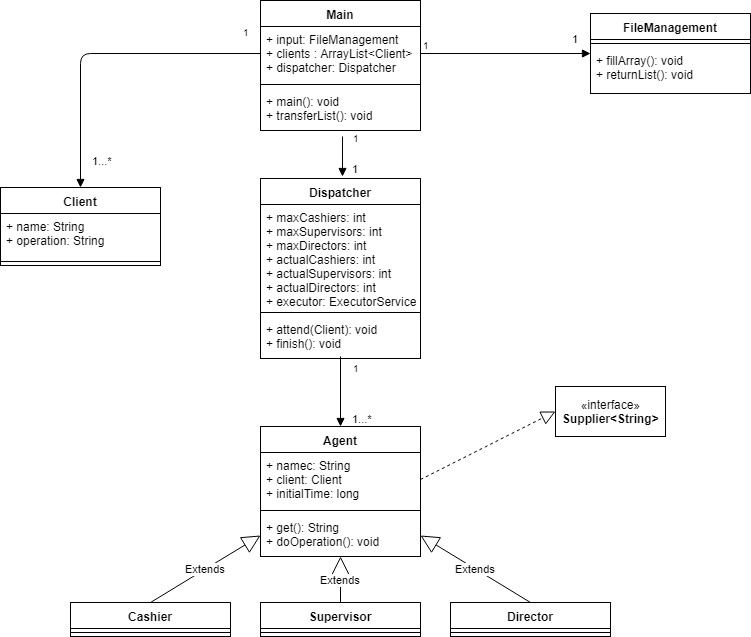 Main
+ input: FileManagement
+ clients : ArrayList<Client>
+ dispatcher: Dispatcher
+ main(): void
+ transferList(): void
1
1
1
FileManagement
+ fillArray(): void
+ returnList(): void
1
1...*
1
Client
+ name: String
+ operation: String
Dispatcher
+ maxCashiers: int
+ maxSupervisors: int
+ maxDirectors: int
+ actualCashiers: int
+ actualSupervisors: int
+ actualDirectors: int
+ executor: ExecutorService
+ attend(Client): void
+ finish(): void
1
1...*
«interface»
Supplier<String>
Agent
+ namec: String
+ client: Client
+ initialTime: long
+ get(): String
+ doOperation(): void
Extends
Extends
Extends
Cashier
Supervisor
Director